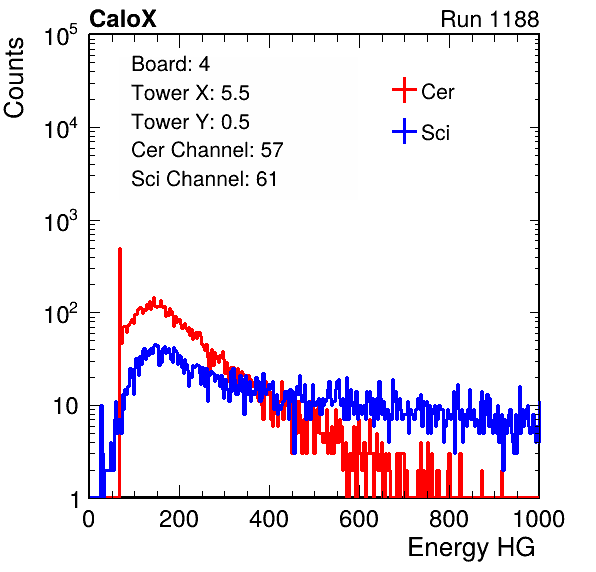 CaloX Run 1188
Counts
10^5
10^4
10^3
10^2
10
1
Board: 4
Tower X: 5.5
Tower Y: 0.5
Cer Channel: 57
Sci Channel: 61
Cer
Sci
0 200 400 600 800 1000
Energy HG